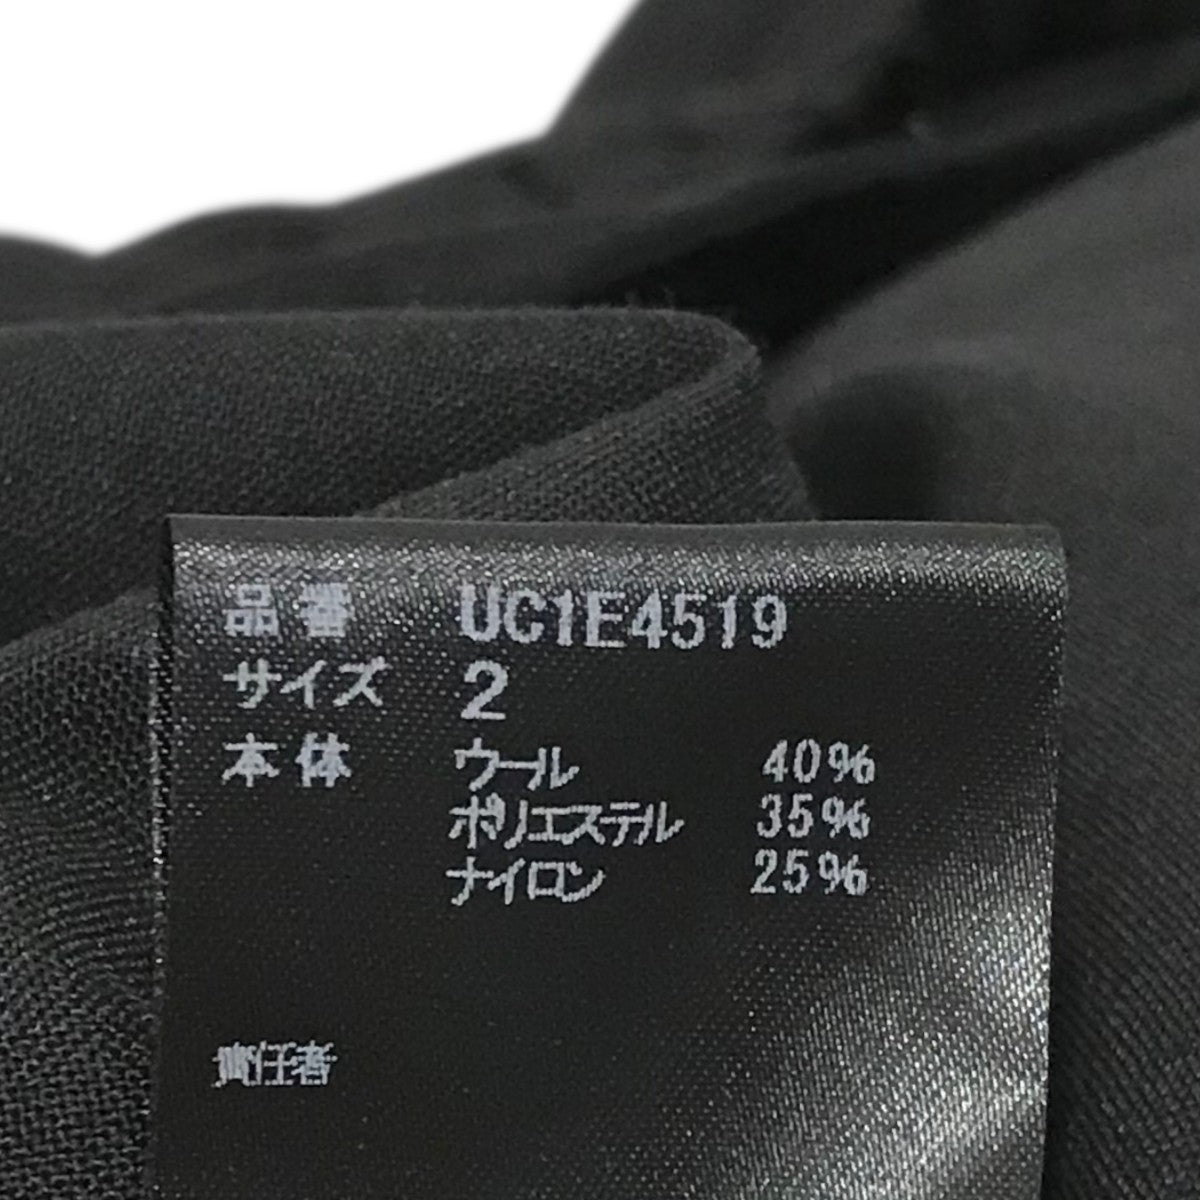 品番 UC1E4519
サイズ 2
本体 ウール 40%
ポリエステル 35%
ナイロン 25%
責任者